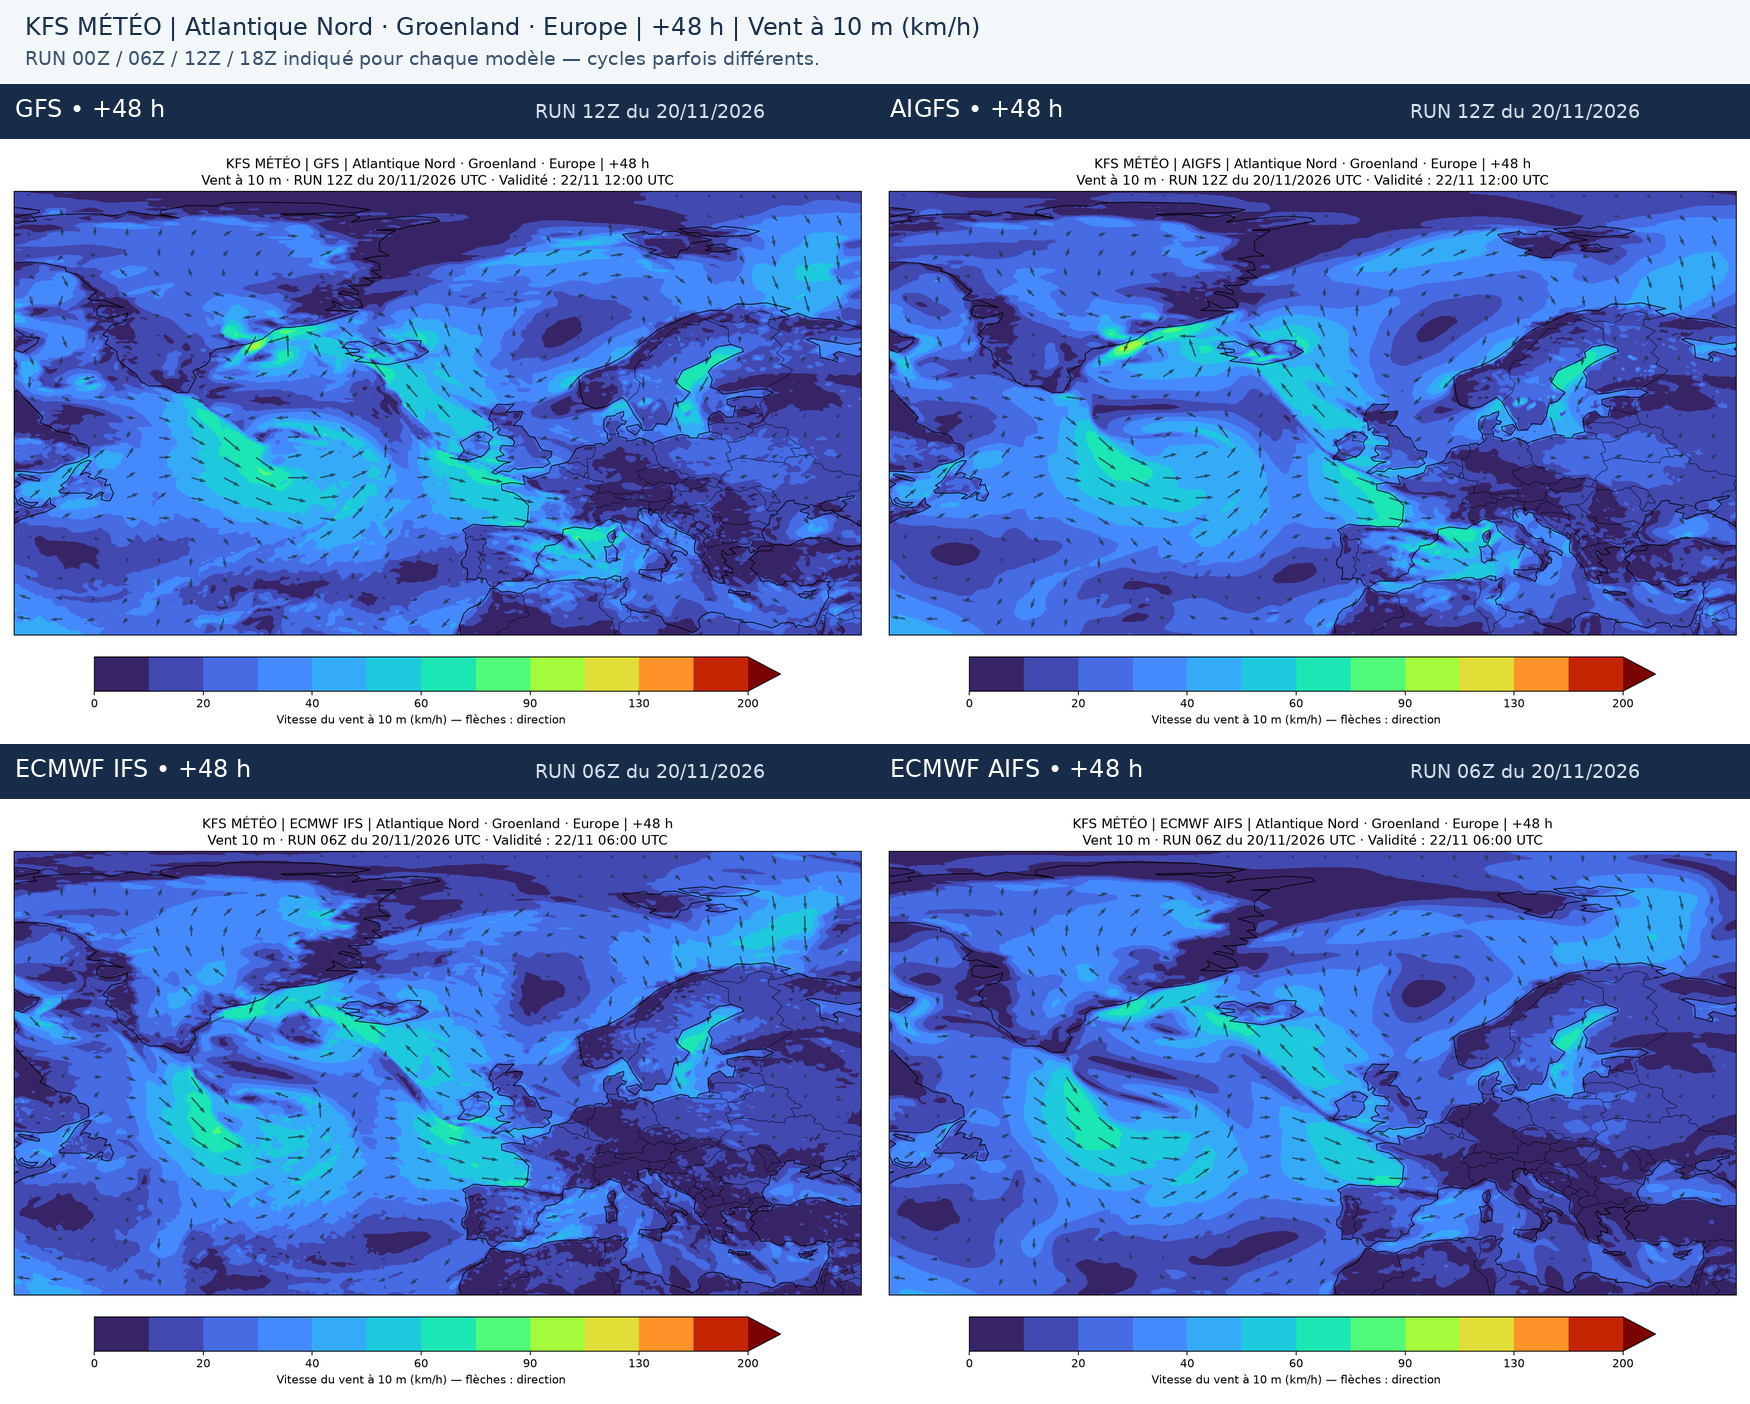 KFS MÉTÉO | Atlantique Nord · Groenland · Europe | +48 h | Vent à 10 m (km/h)
RUN 00Z / 06Z / 12Z / 18Z indiqué pour chaque modèle — cycles parfois différents.
GFS • +48 h
RUN 12Z du 20/11/2026
KFS MÉTÉO | GFS | Atlantique Nord · Groenland · Europe | +48 h
Vent à 10 m · RUN 12Z du 20/11/2026 UTC · Validité : 22/11 12:00 UTC
0 20 40 60 90 130 200
Vitesse du vent à 10 m (km/h) — flèches : direction
AIGFS • +48 h
RUN 12Z du 20/11/2026
KFS MÉTÉO | AIGFS | Atlantique Nord · Groenland · Europe | +48 h
Vent à 10 m · RUN 12Z du 20/11/2026 UTC · Validité : 22/11 12:00 UTC
0 20 40 60 90 130 200
Vitesse du vent à 10 m (km/h) — flèches : direction
ECMWF IFS • +48 h
RUN 06Z du 20/11/2026
KFS MÉTÉO | ECMWF IFS | Atlantique Nord · Groenland · Europe | +48 h
Vent 10 m · RUN 06Z du 20/11/2026 UTC · Validité : 22/11 06:00 UTC
0 20 40 60 90 130 200
Vitesse du vent à 10 m (km/h) — flèches : direction
ECMWF AIFS • +48 h
RUN 06Z du 20/11/2026
KFS MÉTÉO | ECMWF AIFS | Atlantique Nord · Groenland · Europe | +48 h
Vent 10 m · RUN 06Z du 20/11/2026 UTC · Validité : 22/11 06:00 UTC
0 20 40 60 90 130 200
Vitesse du vent à 10 m (km/h) — flèches : direction